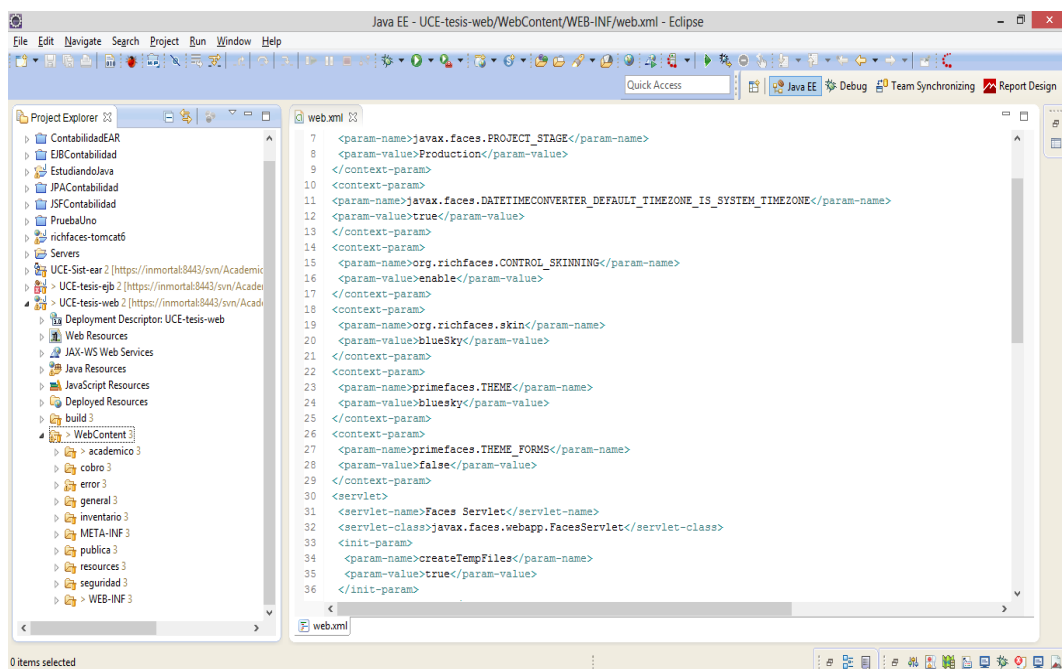 Java EE - UCE-tesis-web/WebContent/WEB-INF/web.xml - Eclipse
File Edit Navigate Search Project Run Window Help
Quick Access
Java EE Debug Team Synchronizing Report Design
Project Explorer
ContabilidadEAR
EJBContabilidad
EstudiandoJava
JPAContabilidad
JSFContabilidad
PruebaUno
richfaces-tomcat6
Servers
UCE-Sist-ear 2 [https://inmortal:8443/svn/Academic
> UCE-tesis-ejb 2 [https://inmortal:8443/svn/Acader
> UCE-tesis-web 2 [https://inmortal:8443/svn/Acade
Deployment Descriptor: UCE-tesis-web
Web Resources
JAX-WS Web Services
Java Resources
JavaScript Resources
Deployed Resources
build 3
> WebContent 3
> academico 3
cobro 3
error 3
general 3
inventario 3
META-INF 3
publica 3
resources 3
seguridad 3
> WEB-INF 3
web.xml
7 <param-name>javax.faces.PROJECT_STAGE</param-name>
8 <param-value>Production</param-value>
9 </context-param>
10 <context-param>
11 <param-name>javax.faces.DATETIMECONVERTER_DEFAULT_TIMEZONE_IS_SYSTEM_TIMEZONE</param-name>
12 <param-value>true</param-value>
13 </context-param>
14 <context-param>
15 <param-name>org.richfaces.CONTROL_SKINNING</param-name>
16 <param-value>enable</param-value>
17 </context-param>
18 <context-param>
19 <param-name>org.richfaces.skin</param-name>
20 <param-value>blueSky</param-value>
21 </context-param>
22 <context-param>
23 <param-name>primefaces.THEME</param-name>
24 <param-value>bluesky</param-value>
25 </context-param>
26 <context-param>
27 <param-name>primefaces.THEME_FORMS</param-name>
28 <param-value>false</param-value>
29 </context-param>
30 <servlet>
31 <servlet-name>Faces Servlet</servlet-name>
32 <servlet-class>javax.faces.webapp.FacesServlet</servlet-class>
33 <init-param>
34 <param-name>createTempFiles</param-name>
35 <param-value>true</param-value>
36 </init-param>
web.xml
0 items selected